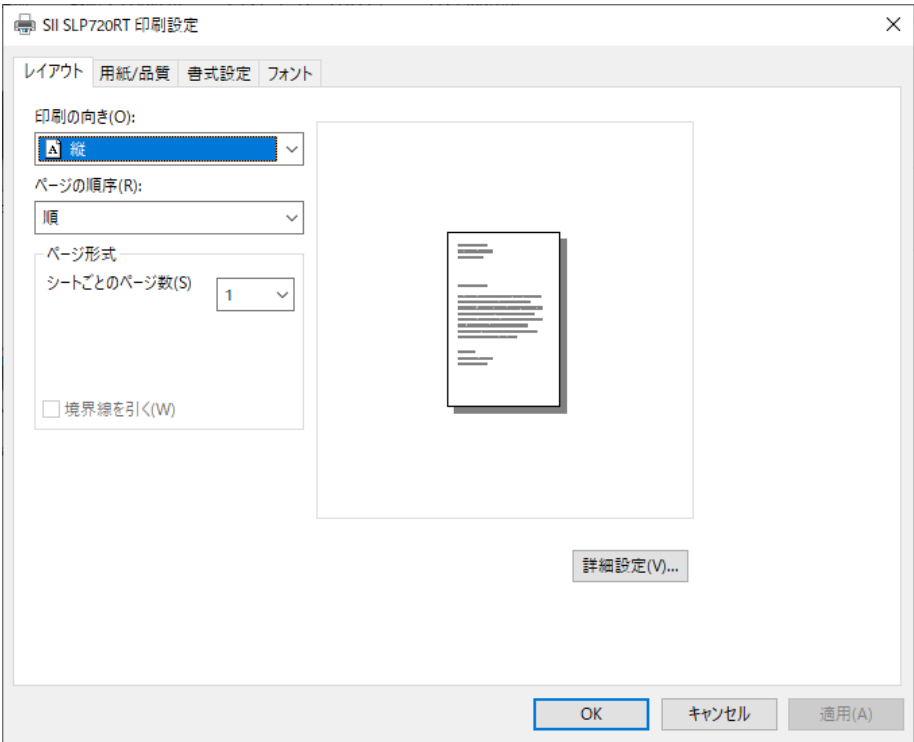 SII SLP720RT 印刷設定
レイアウト 用紙/品質 書式設定 フォント
印刷の向き(O):
A 縦
ページの順序(R):
順
ページ形式
シートごとのページ数(S)
1
境界線を引く(W)
詳細設定(V)...
OK キャンセル 適用(A)